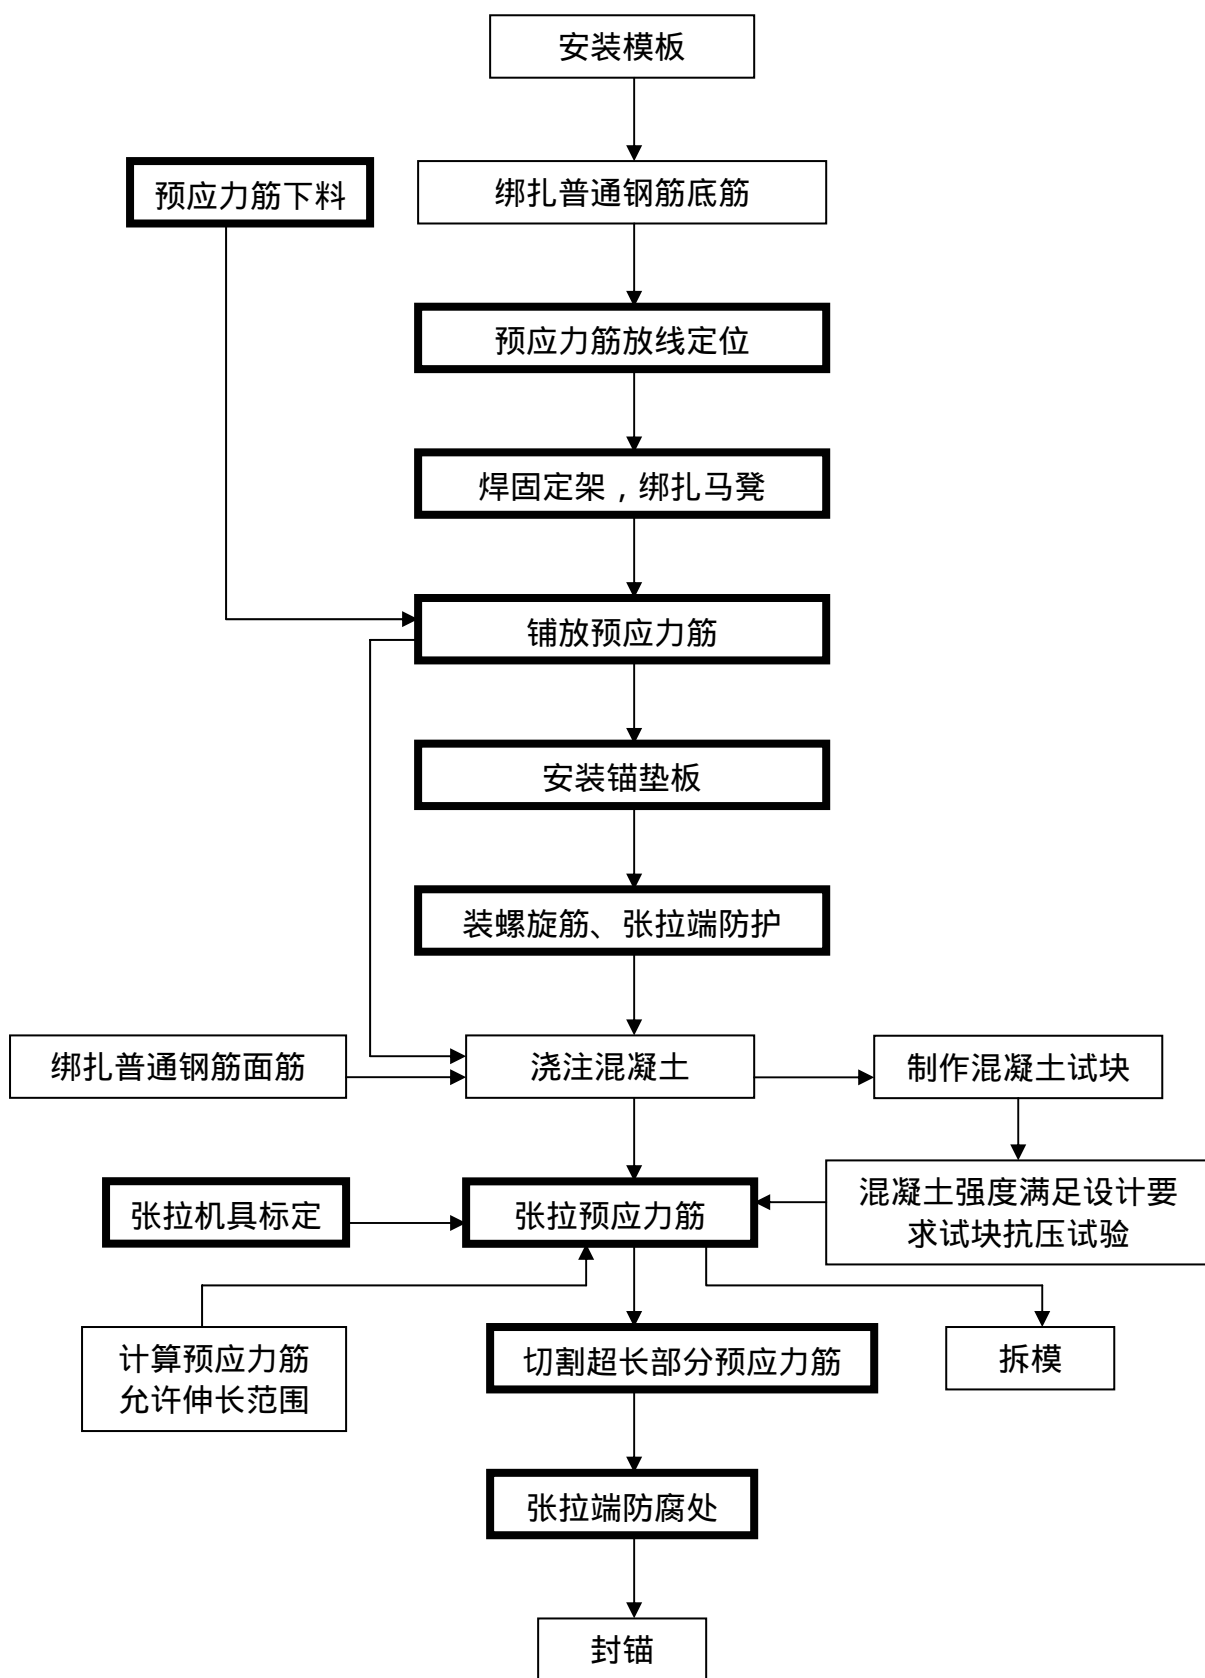 安装模板
预应力筋下料
绑扎普通钢筋底筋
预应力筋放线定位
焊固定架，绑扎马凳
铺放预应力筋
安装锚垫板
装螺旋筋、张拉端防护
绑扎普通钢筋面筋
浇注混凝土
制作混凝土试块
张拉机具标定
张拉预应力筋
混凝土强度满足设计要
求试块抗压试验
计算预应力筋
允许伸长范围
切割超长部分预应力筋
拆模
张拉端防腐处
封锚